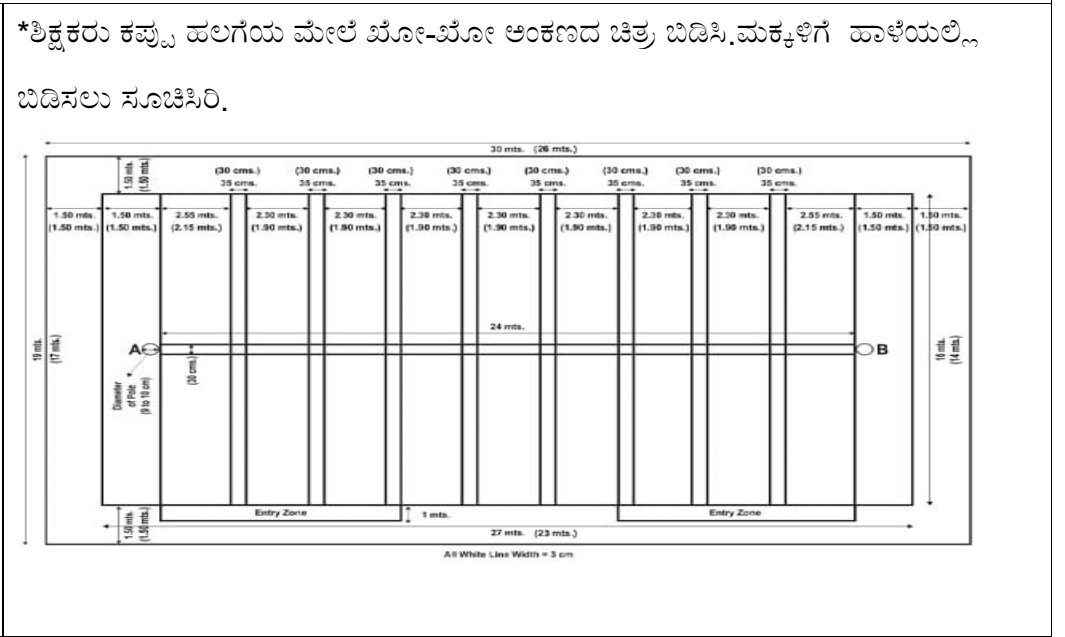 *ಶಿಕ್ಷಕರು ಕಪ್ಪು ಹಲಗೆಯ ಮೇಲೆ ಖೋ-ಖೋ ಅಂಕಣದ ಚಿತ್ರ ಬಿಡಿಸಿ.ಮಕ್ಕಳಿಗೆ ಹಾಳೆಯಲ್ಲಿ
ಬಿಡಿಸಲು ಸೂಚಿಸಿರಿ.
30 mts. (26 mts.)
1.50 mts.
(1.50 mts.)
(30 cms.) (30 cms.) (30 cms.) (30 cms.) (30 cms.) (30 cms.) (30 cms.) (30 cms.)
35 cms. 35 cms. 35 cms. 35 cms. 35 cms. 35 cms. 35 cms. 35 cms.
1.50 mts. 1.50 mts. 2.55 mts. 2.30 mts. 2.30 mts. 2.30 mts. 2.30 mts. 2.30 mts. 2.30 mts. 2.30 mts. 2.55 mts. 1.50 mts. 1.50 mts.
(1.50 mts.) (1.50 mts.) (2.15 mts.) (1.90 mts.) (1.90 mts.) (1.90 mts.) (1.90 mts.) (1.90 mts.) (1.90 mts.) (1.90 mts.) (2.15 mts.) (1.50 mts.) (1.50 mts.)
24 mts.
19 mts.
(17 mts.)
A
B
(30 cms.)
16 mts.
(14 mts.)
Diameter
of Pole
(9 to 10 cm)
Entry Zone
1 mts.
Entry Zone
1.50 mts.
(1.50 mts.)
27 mts. (23 mts.)
All White Line Width = 3 cm